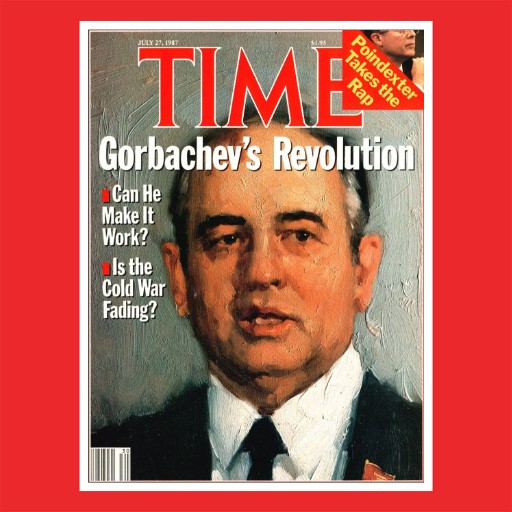 JULY 27, 1987
$1.95
TIME
Poindexter
Takes the
Rap
Gorbachev's Revolution
Can He
Make It
Work?
Is the
Cold War
Fading?
30